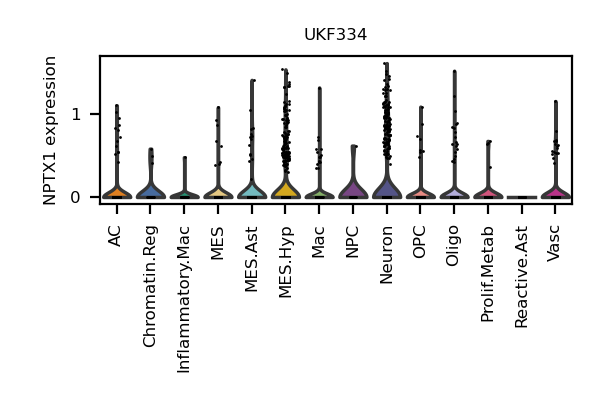 UKF334
NPTX1 expression
1
0
AC
Chromatin.Reg
Inflammatory.Mac
MES
MES.Ast
MES.Hyp
Mac
NPC
Neuron
OPC
Oligo
Prolif.Metab
Reactive.Ast
Vasc